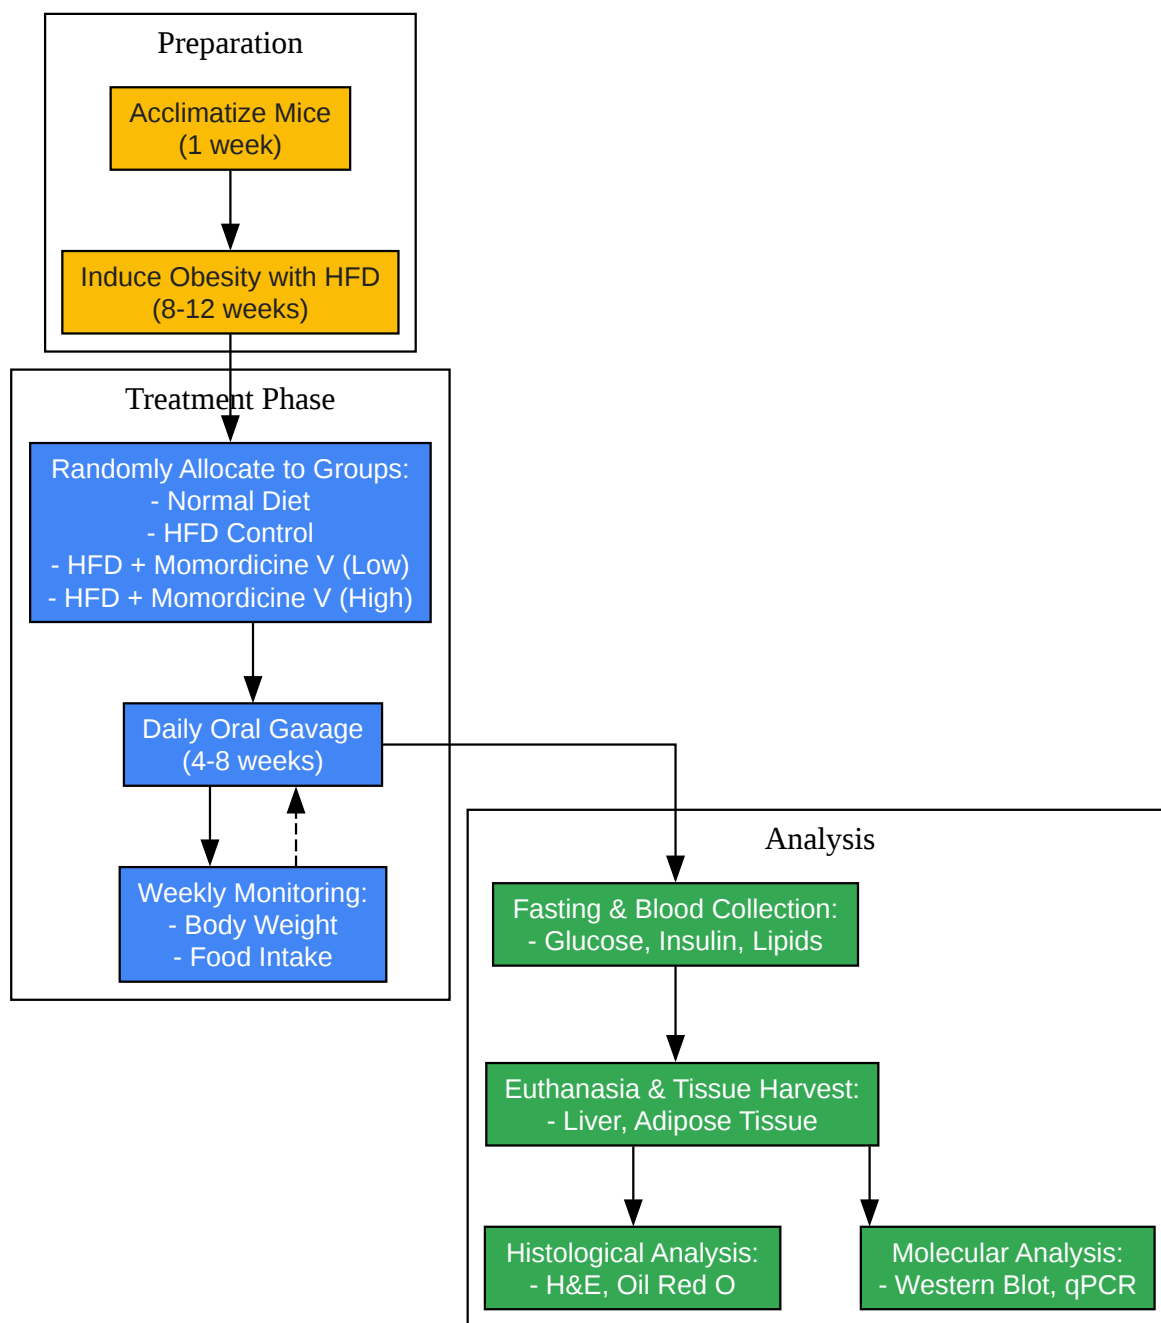 Preparation
Acclimatize Mice
(1 week)
Induce Obesity with HFD
(8-12 weeks)
Treatment Phase
Randomly Allocate to Groups:
- Normal Diet
- HFD Control
- HFD + Momordicine V (Low)
- HFD + Momordicine V (High)
Daily Oral Gavage
(4-8 weeks)
Weekly Monitoring:
- Body Weight
- Food Intake
Analysis
Fasting & Blood Collection:
- Glucose, Insulin, Lipids
Euthanasia & Tissue Harvest:
- Liver, Adipose Tissue
Histological Analysis:
- H&E, Oil Red O
Molecular Analysis:
- Western Blot, qPCR